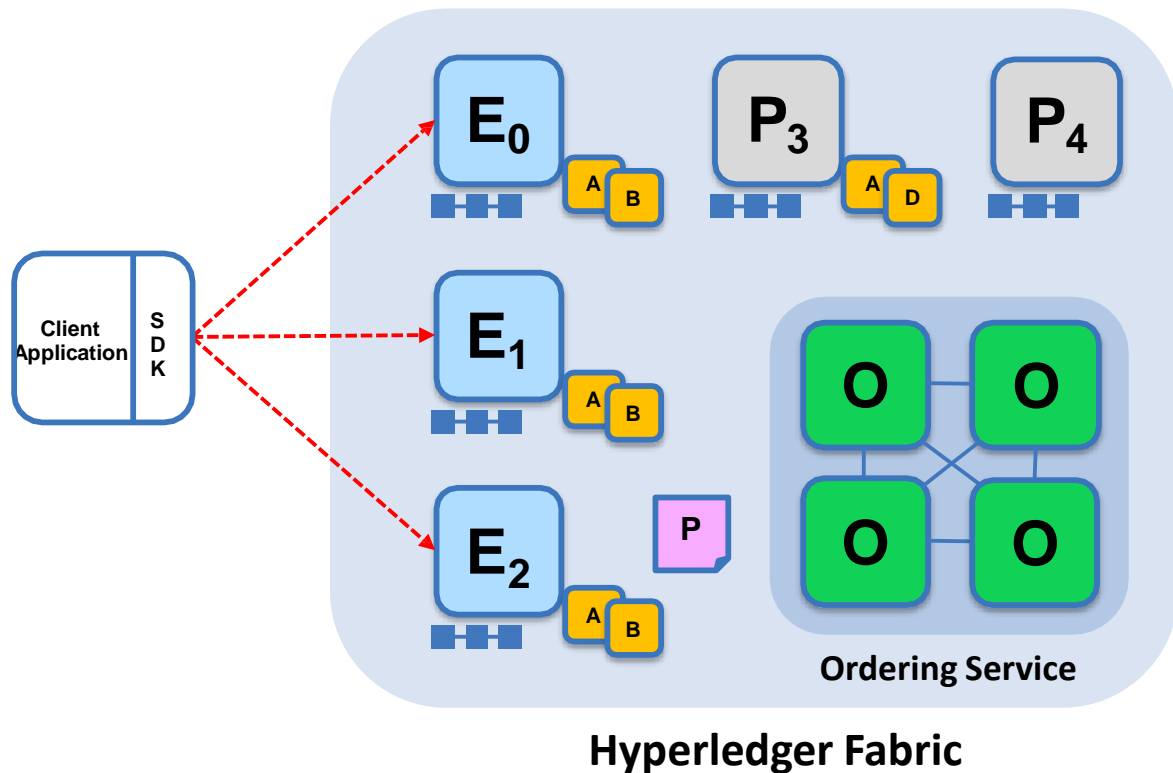 E0
P3
P4
A
B
A
D
Client
Application
S
D
K
E1
A
B
O
O
E2
P
O
O
A
B
Ordering Service
Hyperledger Fabric